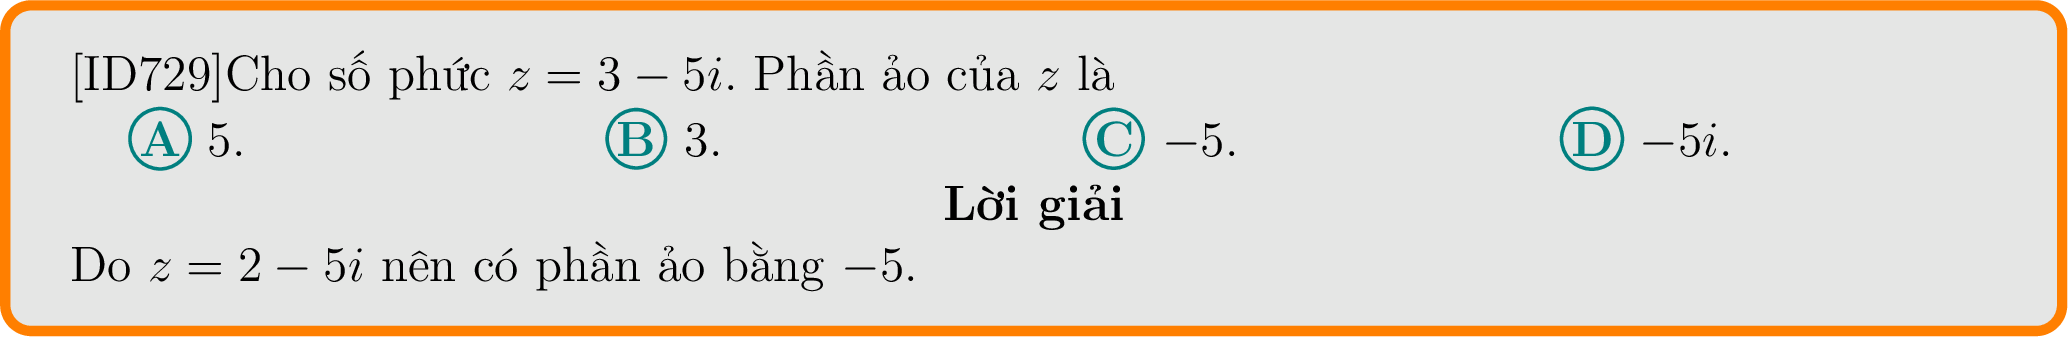 [ID729]Cho số phức z = 3 − 5i. Phần ảo của z là
A 5. B 3. C −5. D −5i.
Lời giải
Do z = 2 − 5i nên có phần ảo bằng −5.